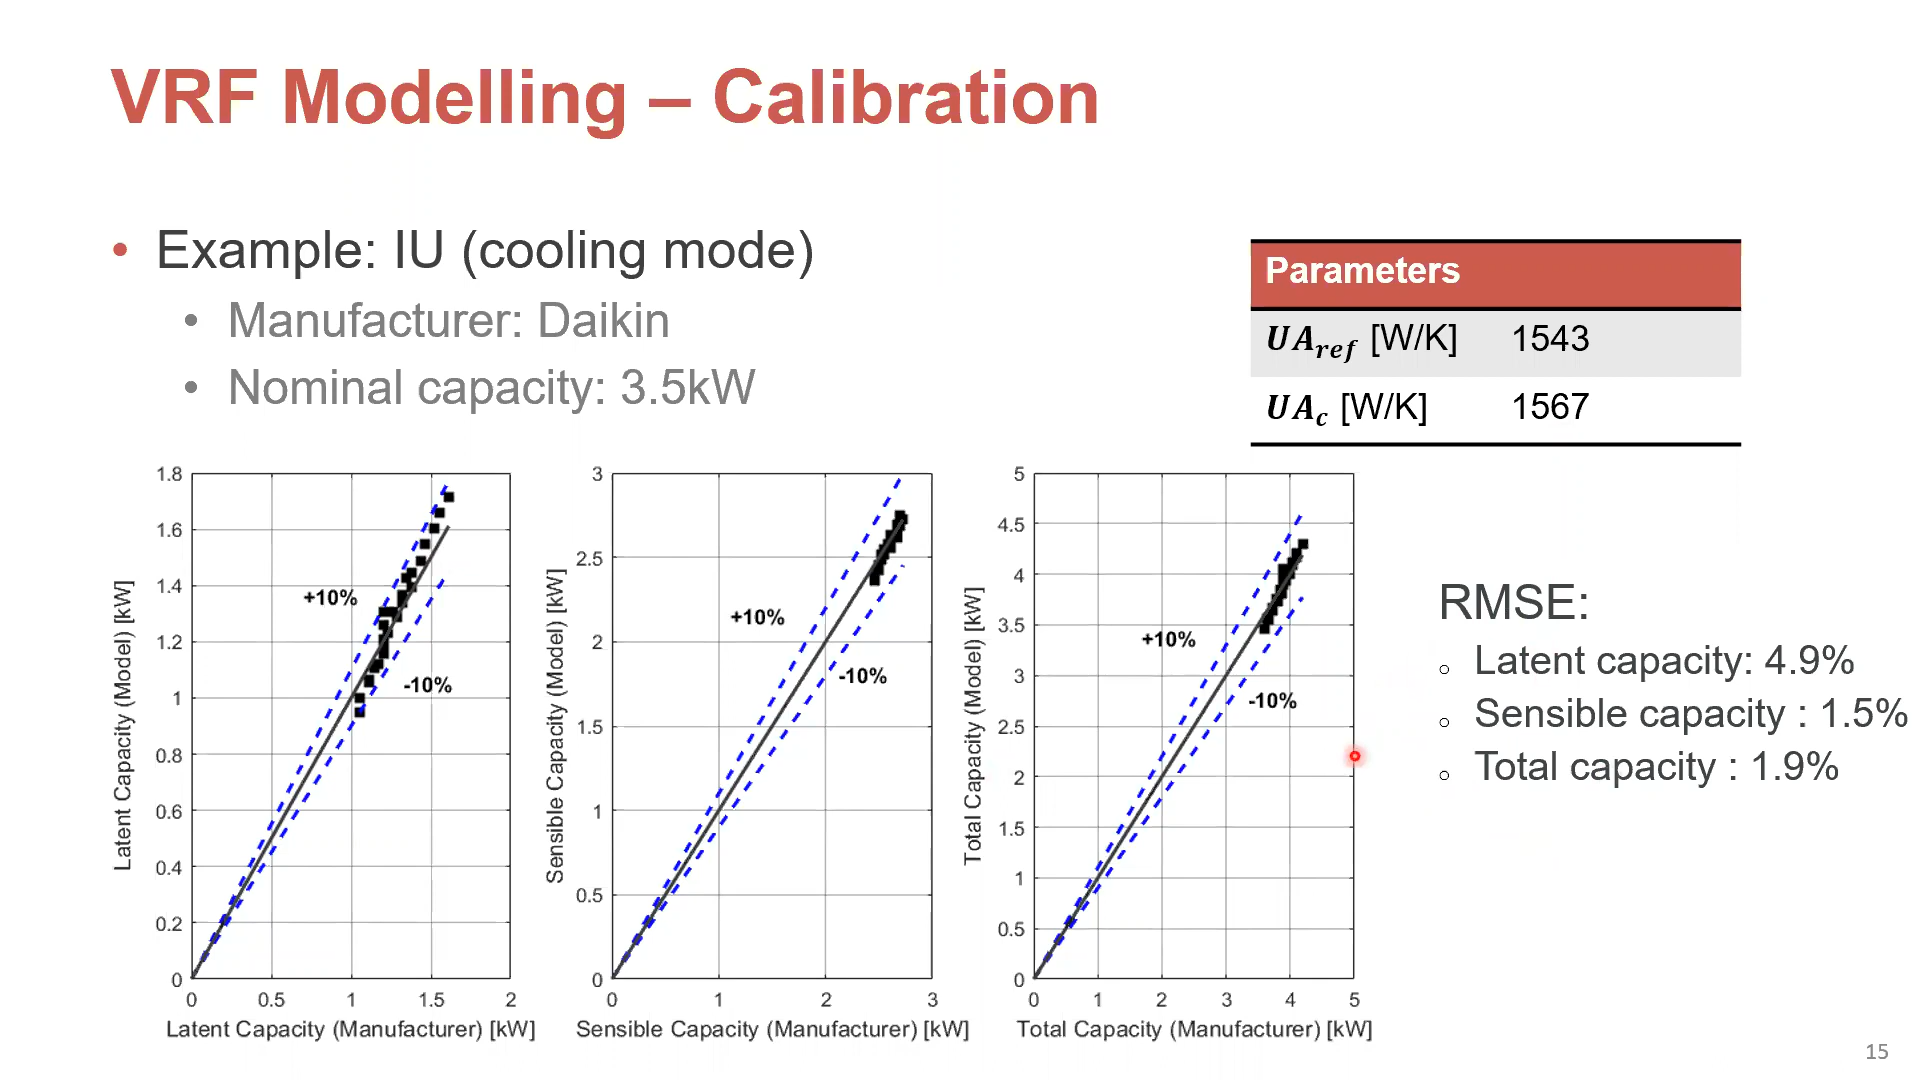 VRF Modelling – Calibration
• Example: IU (cooling mode)
• Manufacturer: Daikin
• Nominal capacity: 3.5kW
Parameters
UA_ref [W/K] 1543
UA_c [W/K] 1567
Latent Capacity (Model) [kW]
1.8
1.6
1.4
1.2
1
0.8
0.6
0.4
0.2
0
+10%
-10%
0 0.5 1 1.5 2
Latent Capacity (Manufacturer) [kW]
Sensible Capacity (Model) [kW]
3
2.5
2
1.5
1
0.5
0
+10%
-10%
0 1 2 3
Sensible Capacity (Manufacturer) [kW]
Total Capacity (Model) [kW]
5
4.5
4
3.5
3
2.5
2
1.5
1
0.5
0
+10%
-10%
0 1 2 3 4 5
Total Capacity (Manufacturer) [kW]
RMSE:
○ Latent capacity: 4.9%
○ Sensible capacity : 1.5%
○ Total capacity : 1.9%
15